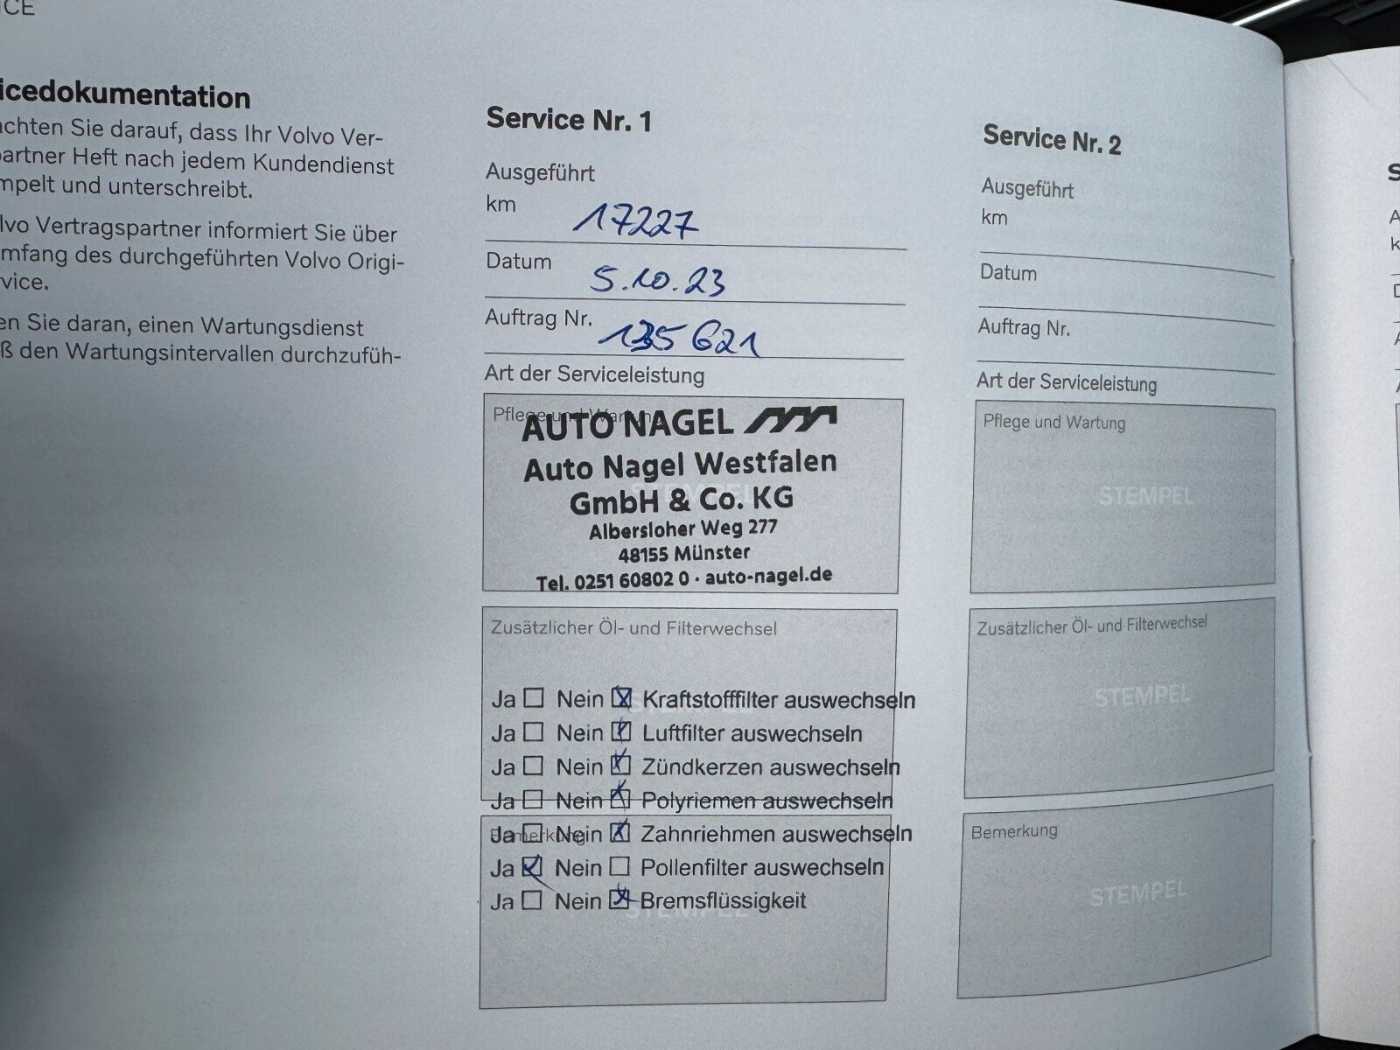 CE
icedokumentation
achten Sie darauf, dass Ihr Volvo Ver-
partner Heft nach jedem Kundendienst
mpelt und unterschreibt.
lvo Vertragspartner informiert Sie über
mfang des durchgeführten Volvo Origi-
vice.
en Sie daran, einen Wartungsdienst
ß den Wartungsintervallen durchzufüh-
Service Nr. 1
Ausgeführt
km 17227
Datum 5.10.23
Auftrag Nr. 135621
Art der Serviceleistung
Pflege und Wartung
AUTO NAGEL
Auto Nagel Westfalen
GmbH & Co. KG
Albersloher Weg 277
48155 Münster
Tel. 0251 60802 0 · auto-nagel.de
Zusätzlicher Öl- und Filterwechsel
Ja Nein Kraftstofffilter auswechseln
Ja Nein Luftfilter auswechseln
Ja Nein Zündkerzen auswechseln
Ja Nein Polyriemen auswechseln
Bemerkung
Ja Nein Zahnriehmen auswechseln
Ja Nein Pollenfilter auswechseln
Ja Nein Bremsflüssigkeit
STEMPEL
Service Nr. 2
Ausgeführt
km
Datum
Auftrag Nr.
Art der Serviceleistung
Pflege und Wartung
STEMPEL
Zusätzlicher Öl- und Filterwechsel
STEMPEL
Bemerkung
STEMPEL